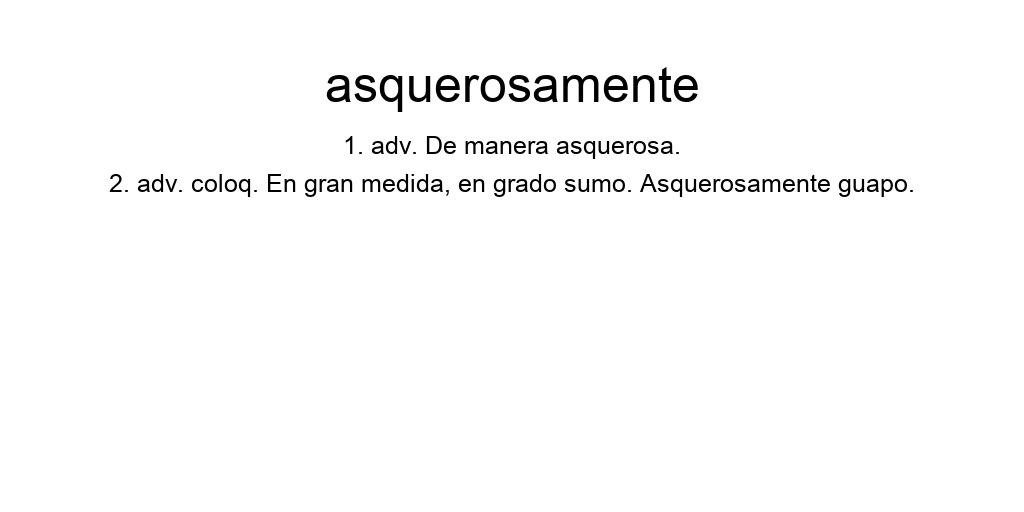 asquerosamente
1. adv. De manera asquerosa.
2. adv. coloq. En gran medida, en grado sumo. Asquerosamente guapo.